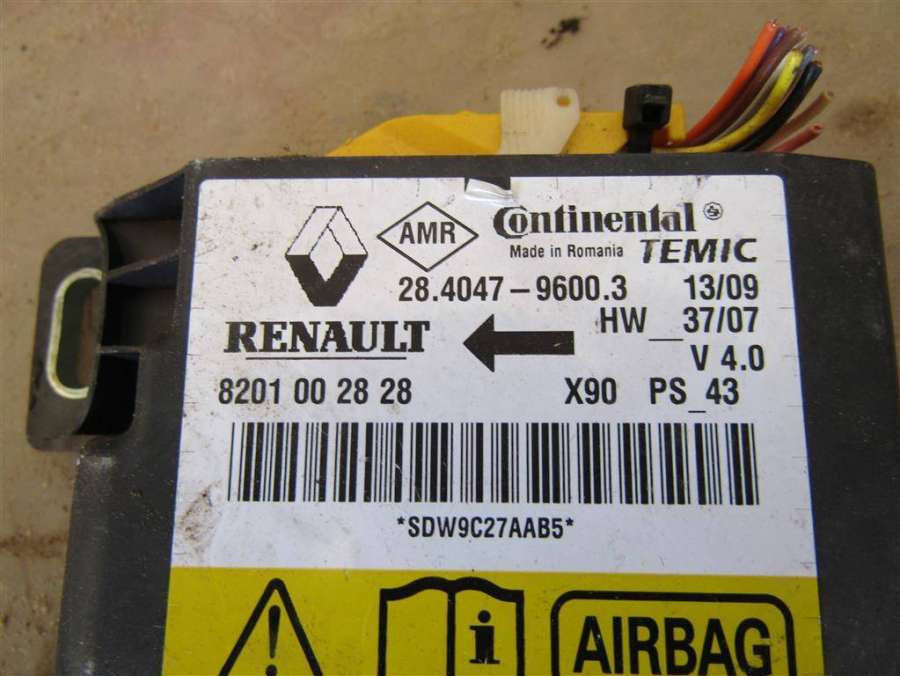 AMR
Continental
Made in Romania TEMIC
28.4047-9600.3 13/09
RENAULT
HW_37/07
V 4.0
8201 00 28 28 X90 PS_43
*SDW9C27AAB5*
! i AIRBAG